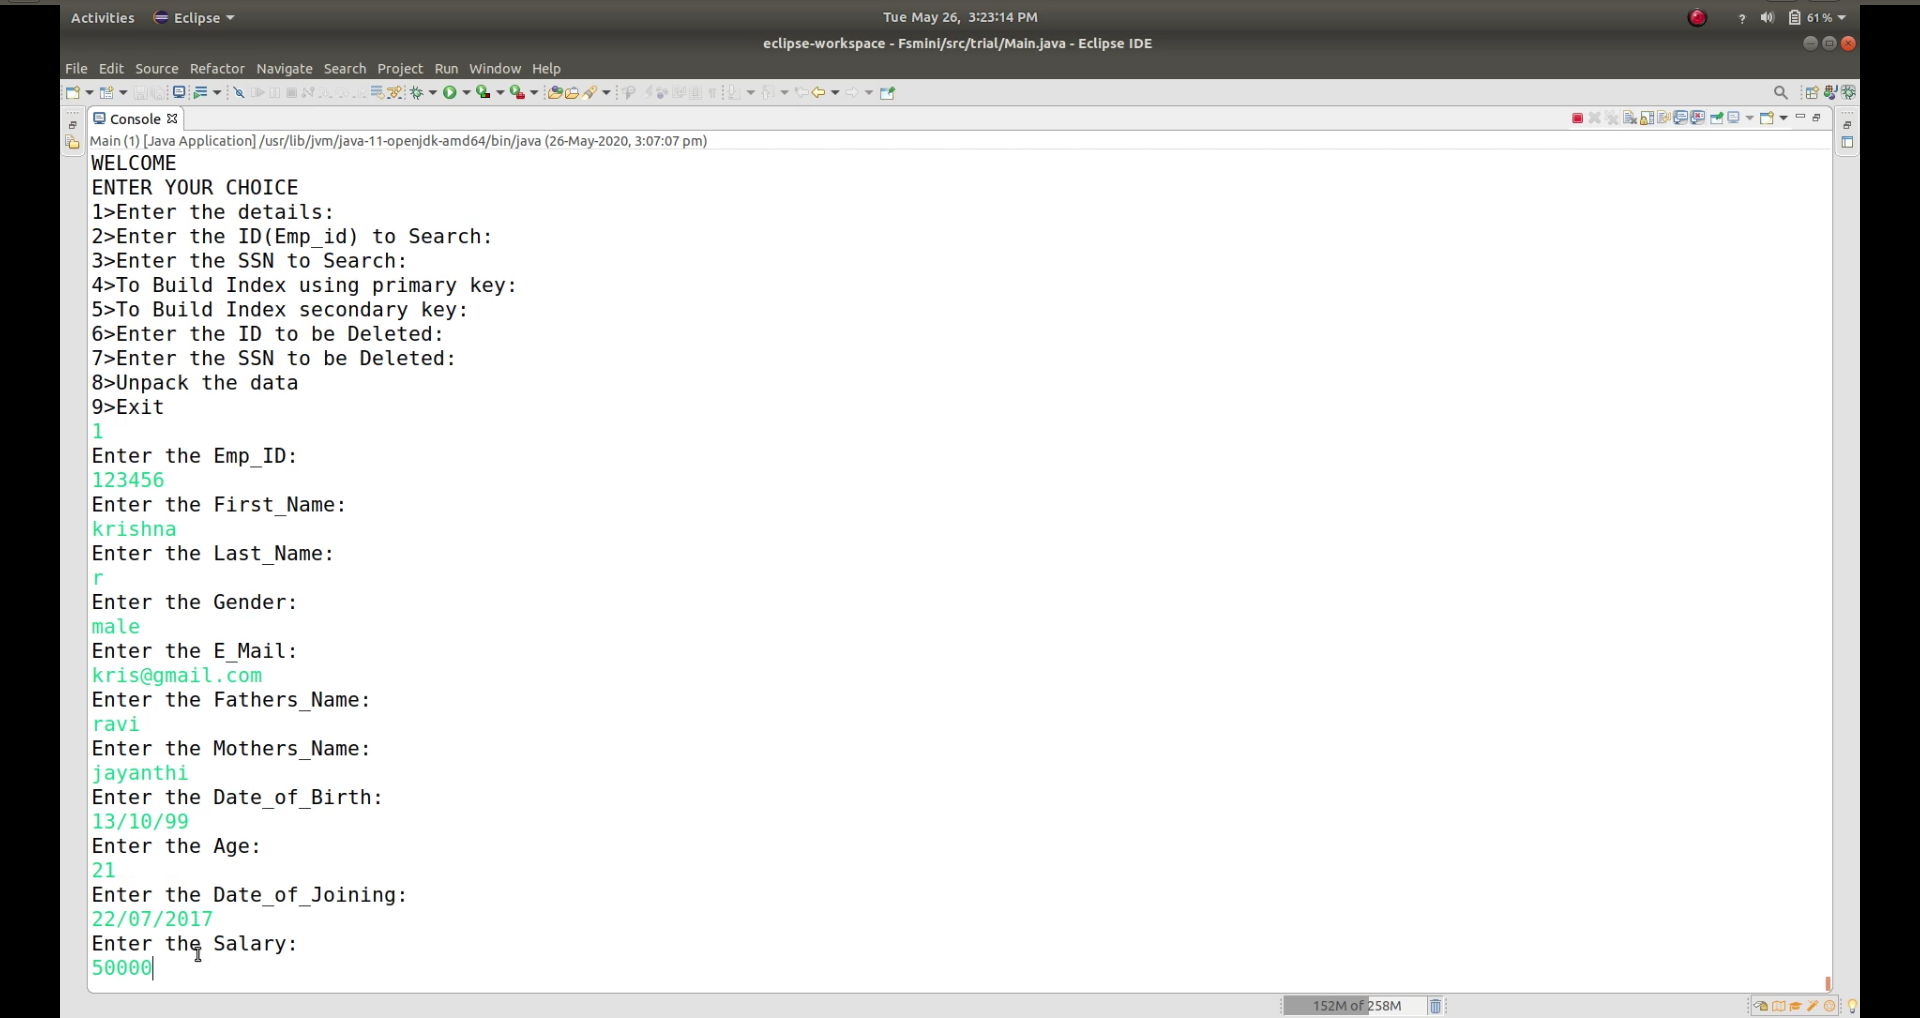 Activities Eclipse Tue May 26, 3:23:14 PM ? 61%
eclipse-workspace - Fsmini/src/trial/Main.java - Eclipse IDE
File Edit Source Refactor Navigate Search Project Run Window Help
Console
Main (1) [Java Application] /usr/lib/jvm/java-11-openjdk-amd64/bin/java (26-May-2020, 3:07:07 pm)
WELCOME
ENTER YOUR CHOICE
1>Enter the details:
2>Enter the ID(Emp_id) to Search:
3>Enter the SSN to Search:
4>To Build Index using primary key:
5>To Build Index secondary key:
6>Enter the ID to be Deleted:
7>Enter the SSN to be Deleted:
8>Unpack the data
9>Exit
1
Enter the Emp_ID:
123456
Enter the First_Name:
krishna
Enter the Last_Name:
r
Enter the Gender:
male
Enter the E_Mail:
kris@gmail.com
Enter the Fathers_Name:
ravi
Enter the Mothers_Name:
jayanthi
Enter the Date_of_Birth:
13/10/99
Enter the Age:
21
Enter the Date_of_Joining:
22/07/2017
Enter the Salary:
50000
152M of 258M